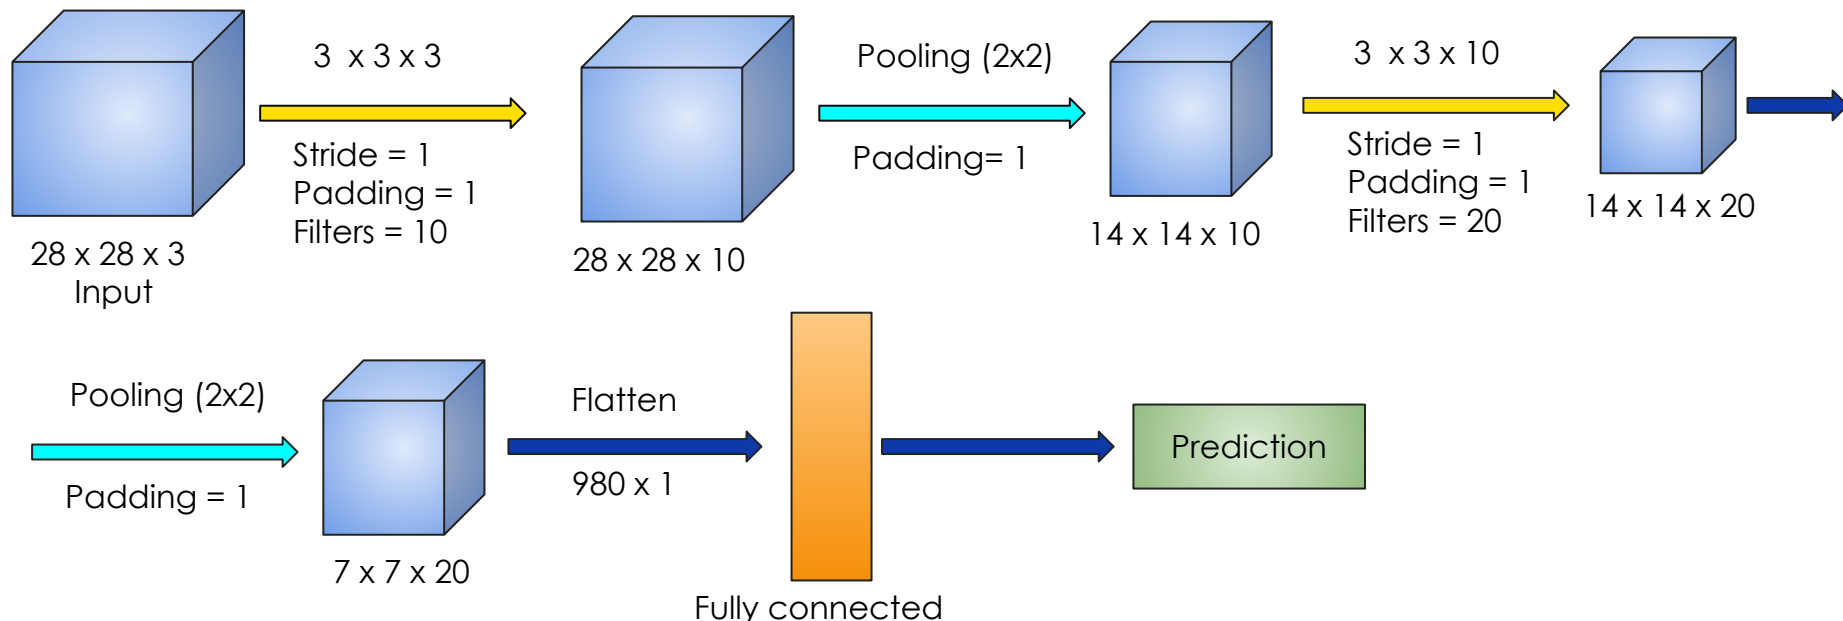 3 x 3 x 3
Stride = 1
Padding = 1
Filters = 10
28 x 28 x 3
Input
28 x 28 x 10
Pooling (2x2)
Padding= 1
14 x 14 x 10
3 x 3 x 10
Stride = 1
Padding = 1
Filters = 20
14 x 14 x 20
Pooling (2x2)
Padding = 1
7 x 7 x 20
Flatten
980 x 1
Fully connected
Prediction